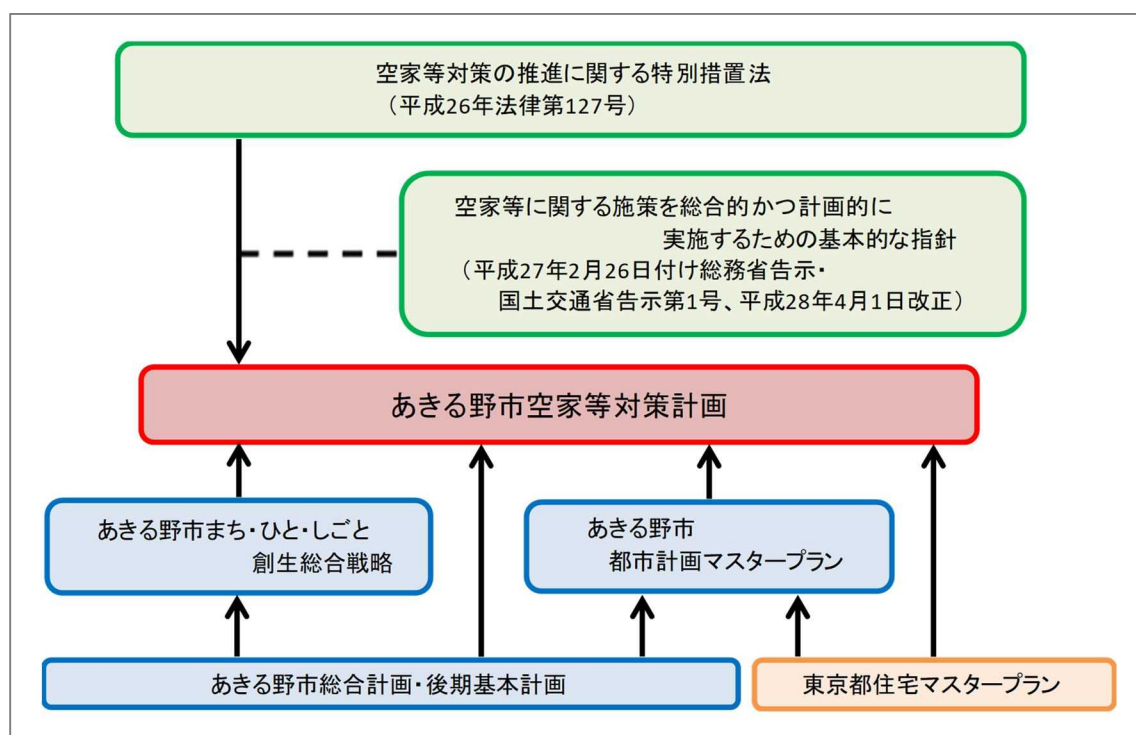 空家等対策の推進に関する特別措置法
（平成26年法律第127号）
空家等に関する施策を総合的かつ計画的に
実施するための基本的な指針
（平成27年2月26日付け総務省告示・
国土交通省告示第1号、平成28年4月1日改正）
あきる野市空家等対策計画
あきる野市まち・ひと・しごと
創生総合戦略
あきる野市
都市計画マスタープラン
あきる野市総合計画・後期基本計画
東京都住宅マスタープラン